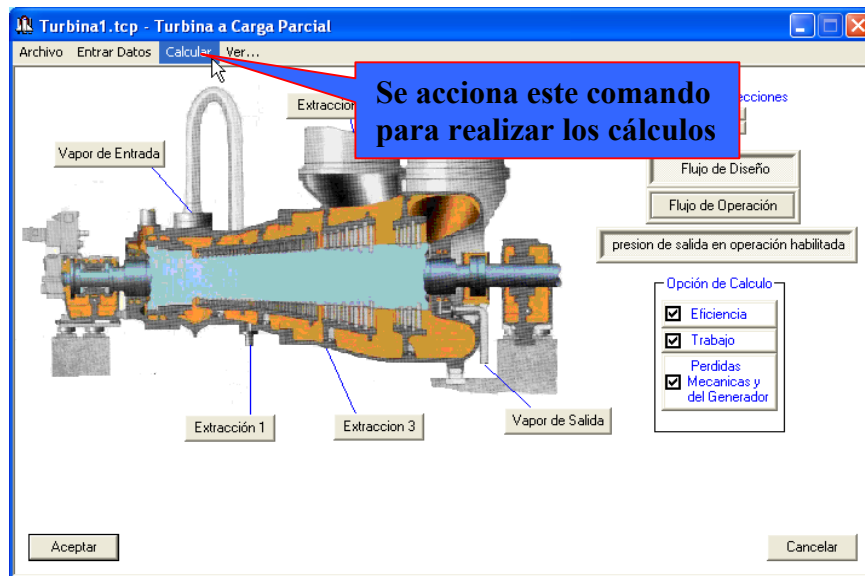 Turbina1.tcp - Turbina a Carga Parcial
Archivo Entrar Datos Calcular Ver...
Se acciona este comando
para realizar los cálculos
Vapor de Entrada
Flujo de Diseño
Flujo de Operación
presion de salida en operación habilitada
Opción de Calculo
Eficiencia
Trabajo
Perdidas
Mecanicas y
del Generador
Extracción 1
Extraccion 3
Vapor de Salida
Aceptar
Cancelar